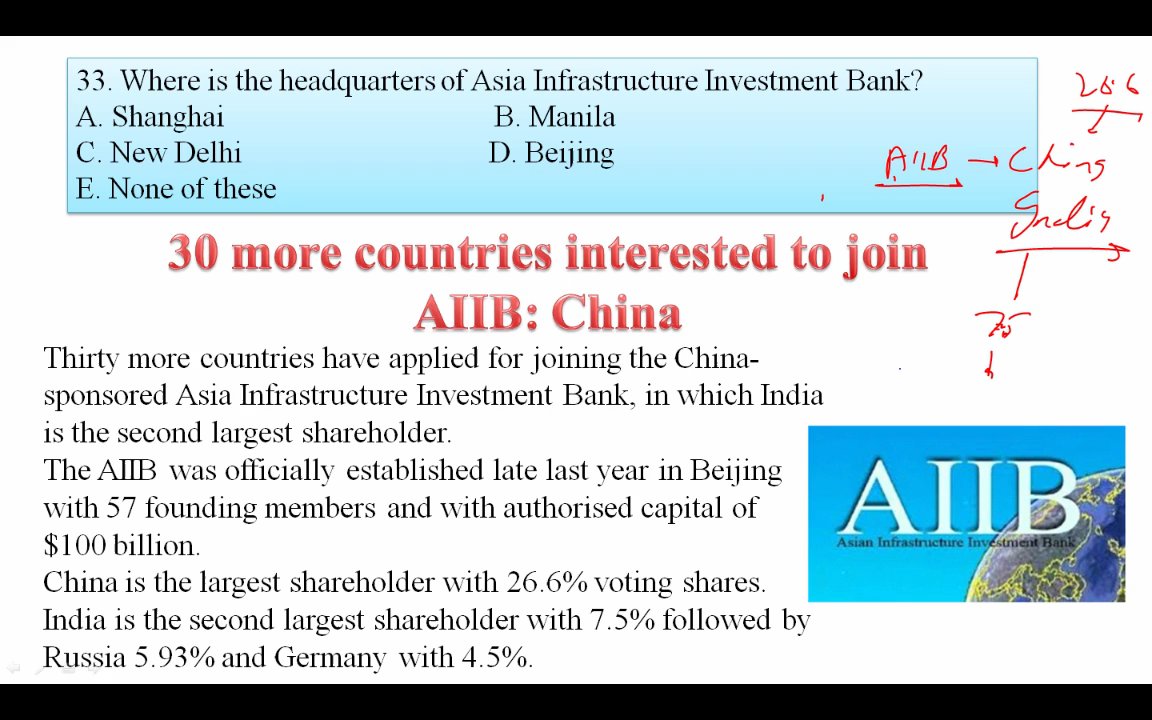 33. Where is the headquarters of Asia Infrastructure Investment Bank?
A. Shanghai B. Manila
C. New Delhi D. Beijing
E. None of these
26.6
AIIB → China
India
7.5
30 more countries interested to join
AIIB: China
Thirty more countries have applied for joining the China-
sponsored Asia Infrastructure Investment Bank, in which India
is the second largest shareholder.
The AIIB was officially established late last year in Beijing
with 57 founding members and with authorised capital of
$100 billion.
China is the largest shareholder with 26.6% voting shares.
India is the second largest shareholder with 7.5% followed by
Russia 5.93% and Germany with 4.5%.
AIIB
Asian Infrastructure Investment Bank